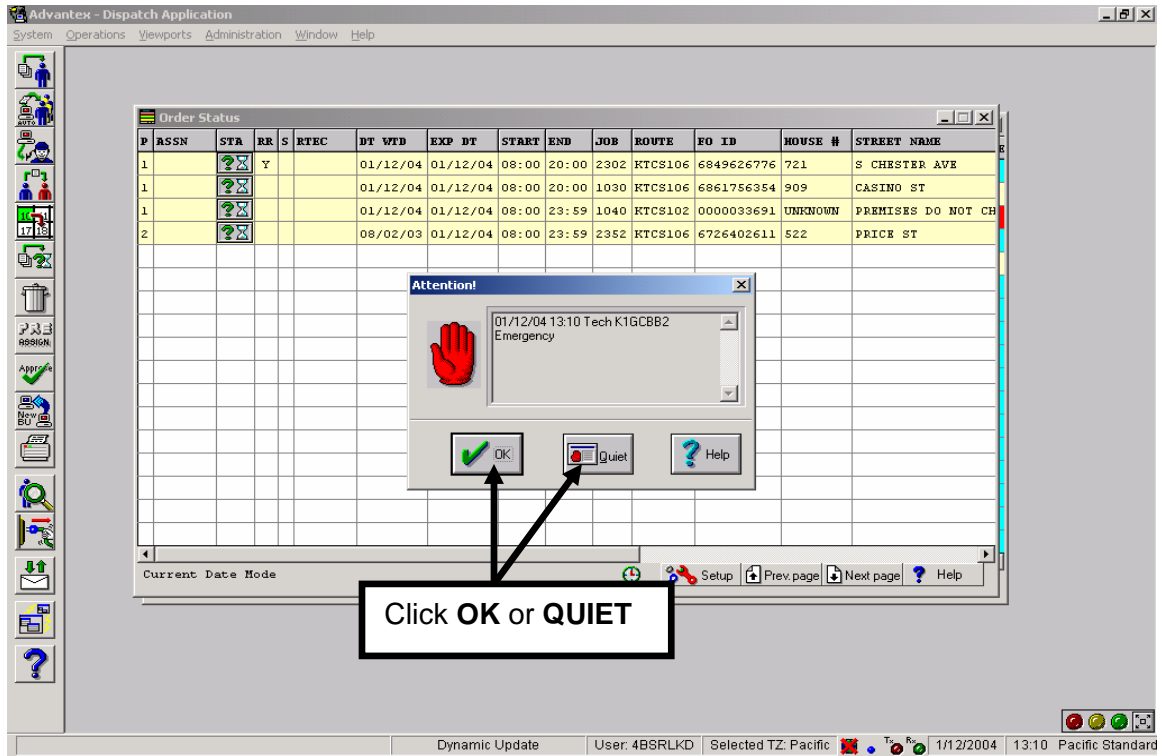 Advantex - Dispatch Application
System Operations Viewports Administration Window Help
Order Status
P ASSN STA RR S RTEC DT WTD EXP DT START END JOB ROUTE FO ID HOUSE # STREET NAME
1 ? Y 01/12/04 01/12/04 08:00 20:00 2302 KTCS106 6849626776 721 S CHESTER AVE
1 ? 01/12/04 01/12/04 08:00 20:00 1030 KTCS106 6861756354 909 CASINO ST
1 ? 01/12/04 01/12/04 08:00 23:59 1040 KTCS102 0000033691 UNKNOWN PREMISES DO NOT CH
2 ? 08/02/03 01/12/04 08:00 23:59 2352 KTCS106 6726402611 522 PRICE ST
AUTO
17 18
PRE
ASSIGN
Approve
New
BU
Attention!
01/12/04 13:10 Tech K1GCBB2
Emergency
OK Quiet ? Help
Current Date Mode Setup Prev. page Next page ? Help
Click OK or QUIET
?
Dynamic Update User: 4BSRLKD Selected TZ: Pacific Tx Rx 1/12/2004 13:10 Pacific Standard